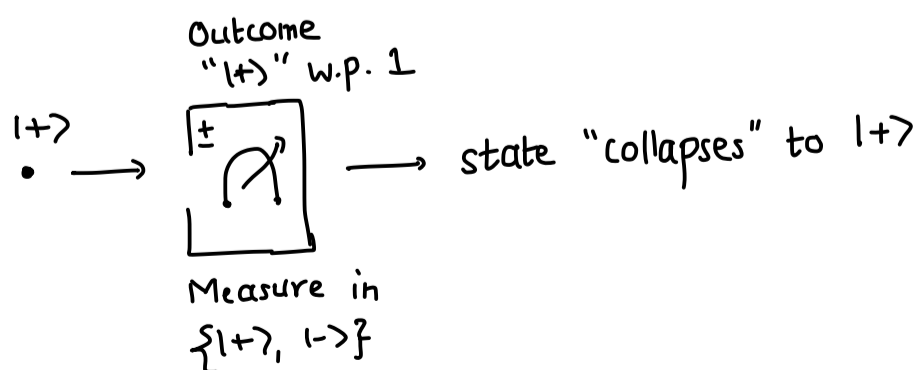 Outcome
"|+>" w.p. 1
|+>
±
state "collapses" to |+>
Measure in
{|+>, |->}